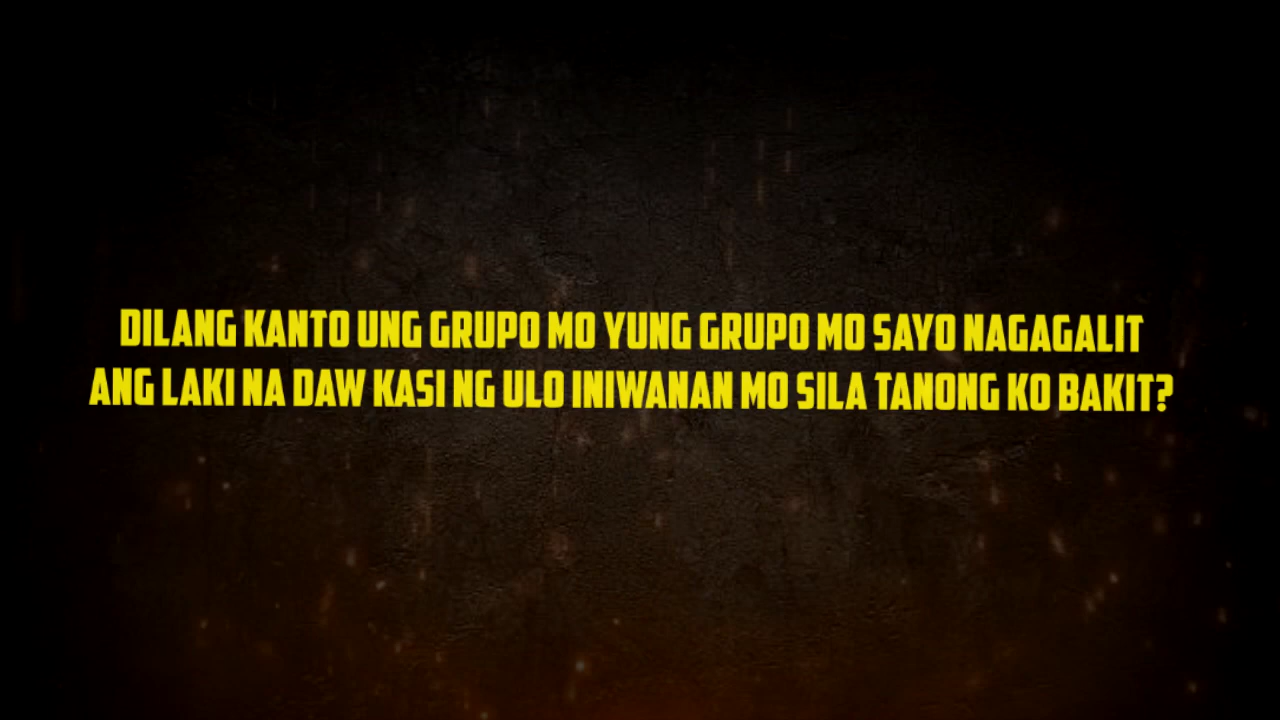 DILANG KANTO UNG GRUPO MO YUNG GRUPO MO SAYO NAGAGALIT
ANG LAKI NA DAW KASI NG ULO INIWANAN MO SILA TANONG KO BAKIT?